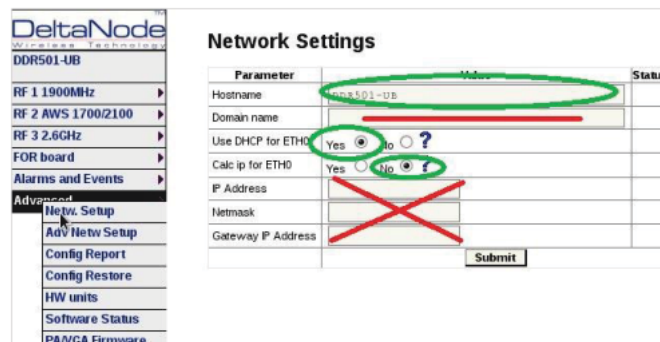 DeltaNode
TM
Wireless Technology
DDR501-UB
RF 1 1900MHz
RF 2 AWS 1700/2100
RF 3 2.6GHz
FOR board
Alarms and Events
Advanced
Netw. Setup
Adv Netw Setup
Config Report
Config Restore
HW units
Software Status
PA/VGA Firmware
Network Settings
Parameter Value Statu
Hostname DDR501-UB
Domain name
Use DHCP for ETH0 Yes No ?
Calc ip for ETH0 Yes No ?
IP Address
Netmask
Gateway IP Address
Submit